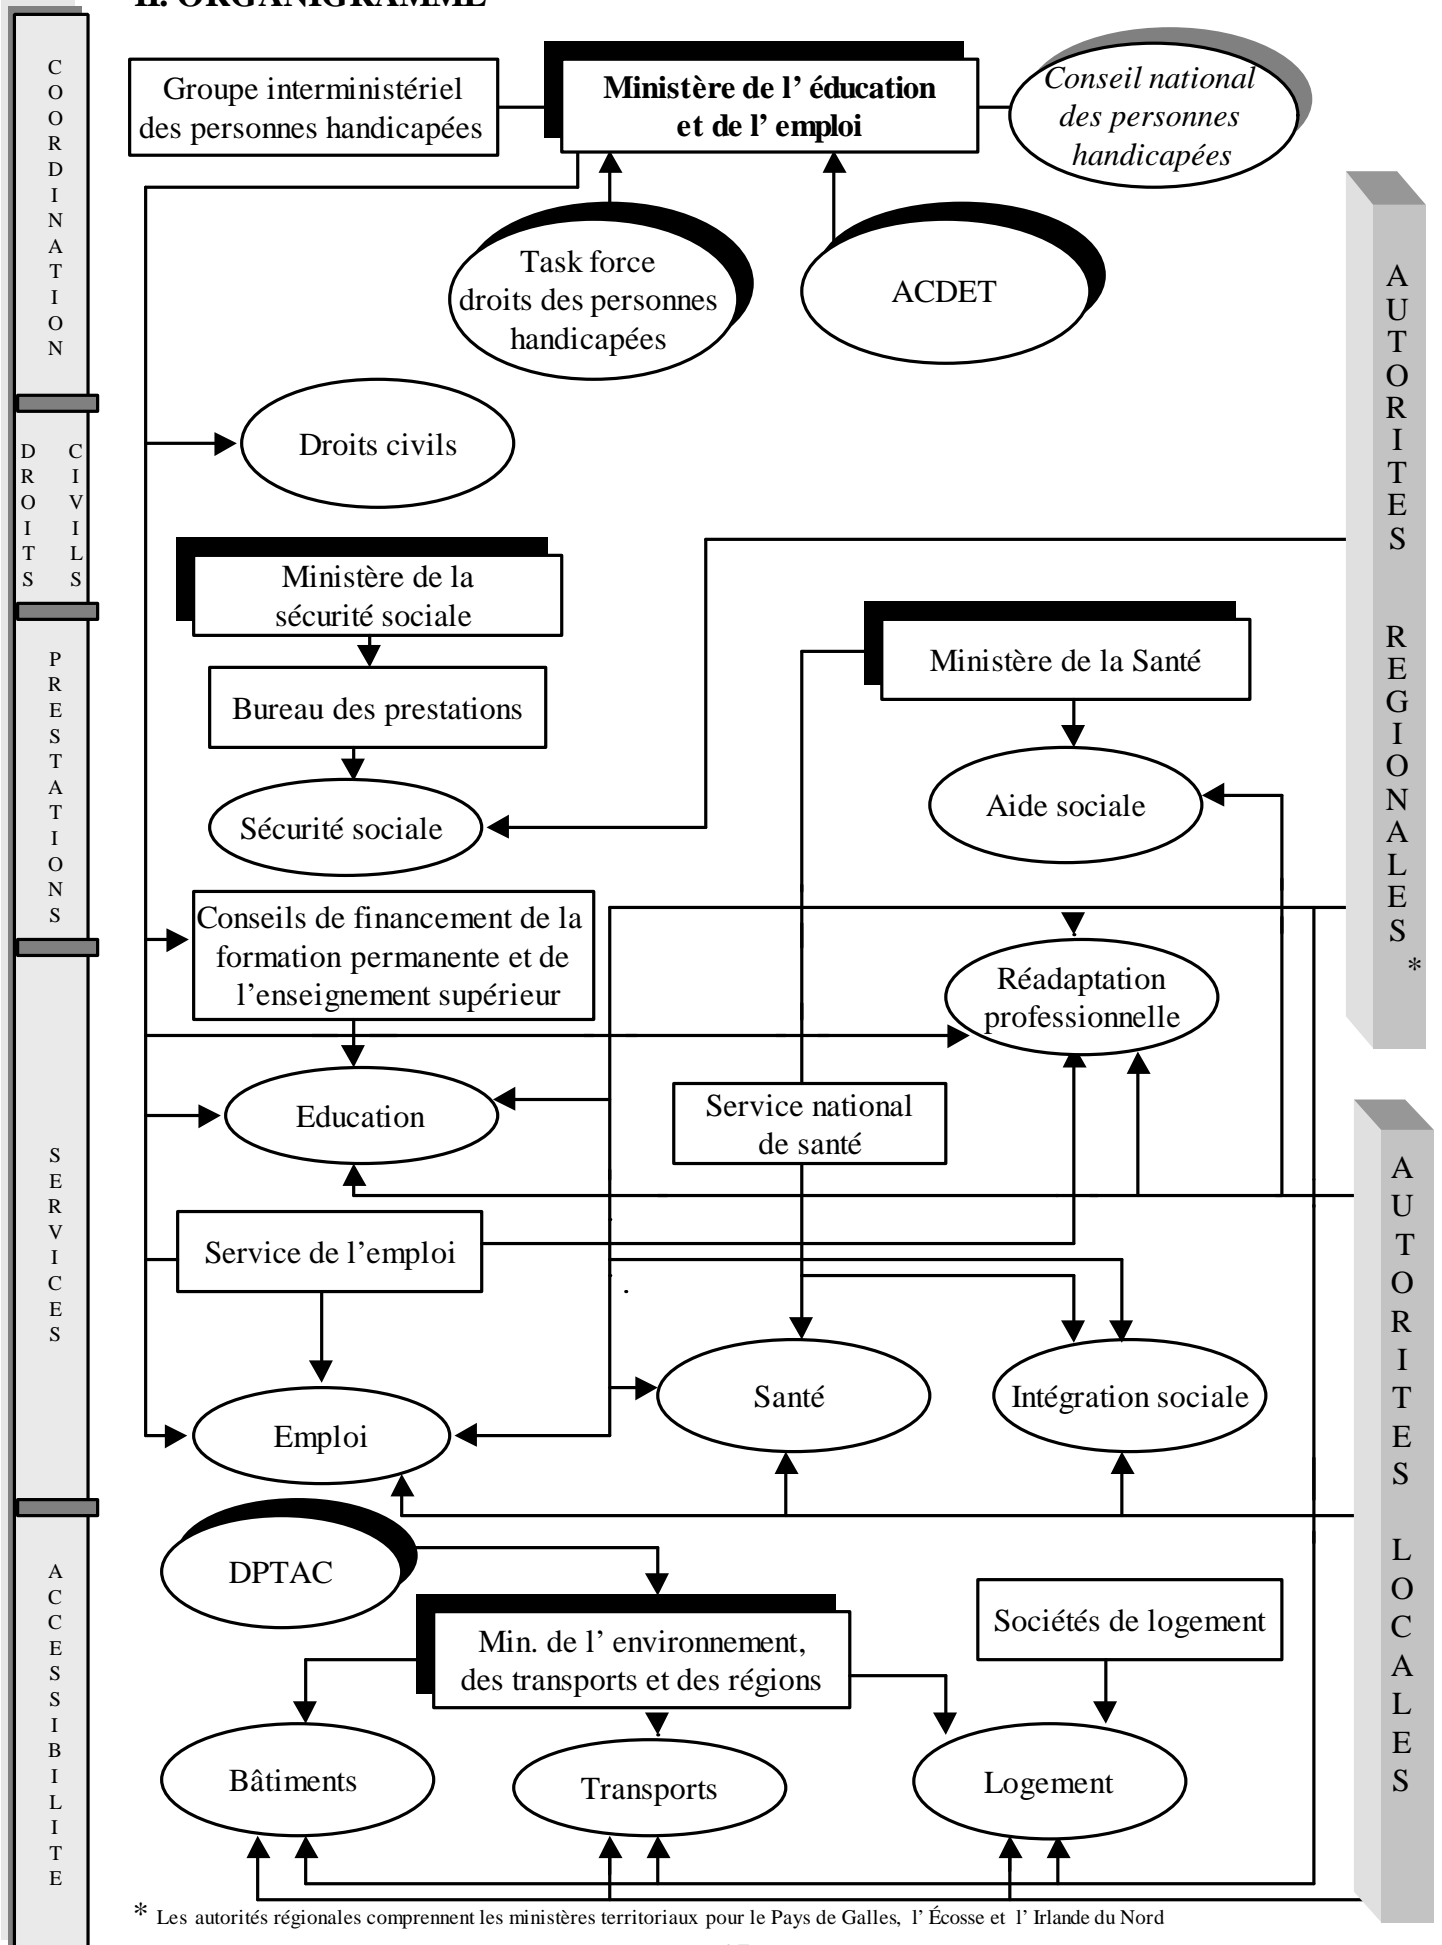 II. ORGANIGRAMME
COORDINATION
Groupe interministériel
des personnes handicapées
Ministère de l' éducation
et de l' emploi
Conseil national
des personnes
handicapées
Task force
droits des personnes
handicapées
ACDET
AUTORITES REGIONALES *
DROITS CIVILS
Droits civils
Ministère de la
sécurité sociale
PRESTATIONS
Bureau des prestations
Ministère de la Santé
Sécurité sociale
Aide sociale
Conseils de financement de la
formation permanente et de
l'enseignement supérieur
Réadaptation
professionnelle
SERVICES
Education
Service national
de santé
AUTORITES LOCALES
Service de l'emploi
Emploi
Santé
Intégration sociale
ACCESSIBILITE
DPTAC
Min. de l' environnement,
des transports et des régions
Sociétés de logement
Bâtiments
Transports
Logement
* Les autorités régionales comprennent les ministères territoriaux pour le Pays de Galles, l' Écosse et l' Irlande du Nord